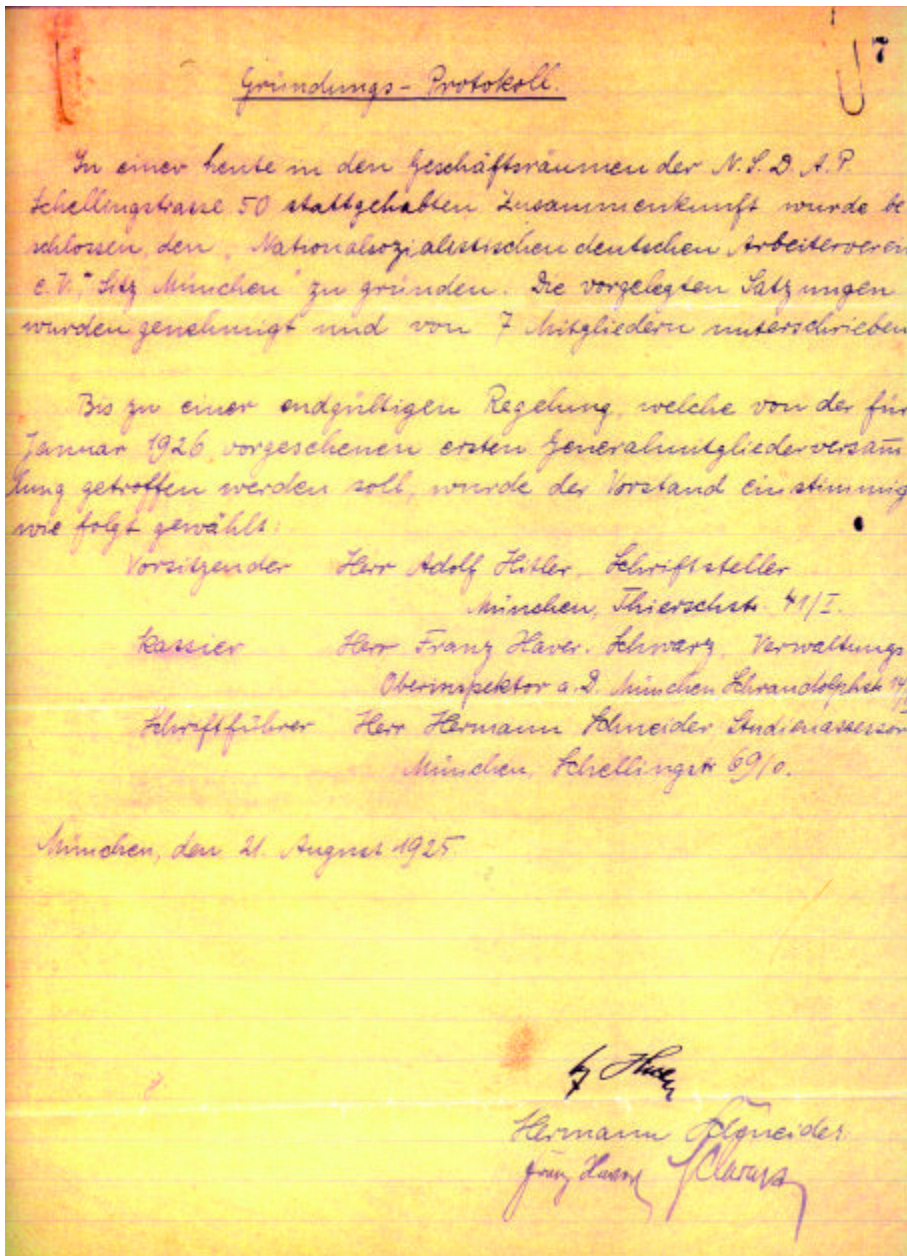 7
Gründungs-Protokoll.
In einer heute in den Geschäftsräumen der N.S.D.A.P.
Schellingstrasse 50 stattgehabten Zusammenkunft wurde be
schlossen, den „Nationalsozialistischen deutschen Arbeiterverein
e.V.," Sitz München" zu gründen. Die vorgelegten Satzungen
wurden genehmigt und von 7 Mitgliedern unterschrieben
Bis zu einer endgültigen Regelung, welche von der für
Januar 1926 vorgesehenen ersten Generalmitgliederversam̄
lung getroffen werden soll, wurde der Vorstand einstimmig
wie folgt gewählt:
Vorsitzender Herr Adolf Hitler, Schriftsteller
München, Thierschstr. 41/I.
Kassier Herr Franz Xaver Schwarz, Verwaltungs
Oberinspektor a.D. München Schraudolphstr 14/
Schriftführer Herr Hermann Schneider Studienassessor
München, Schellingstr 69/0.
München, den 21. August 1925.
Hitler
Hermann Schneider
Franz Xaver Schwarz